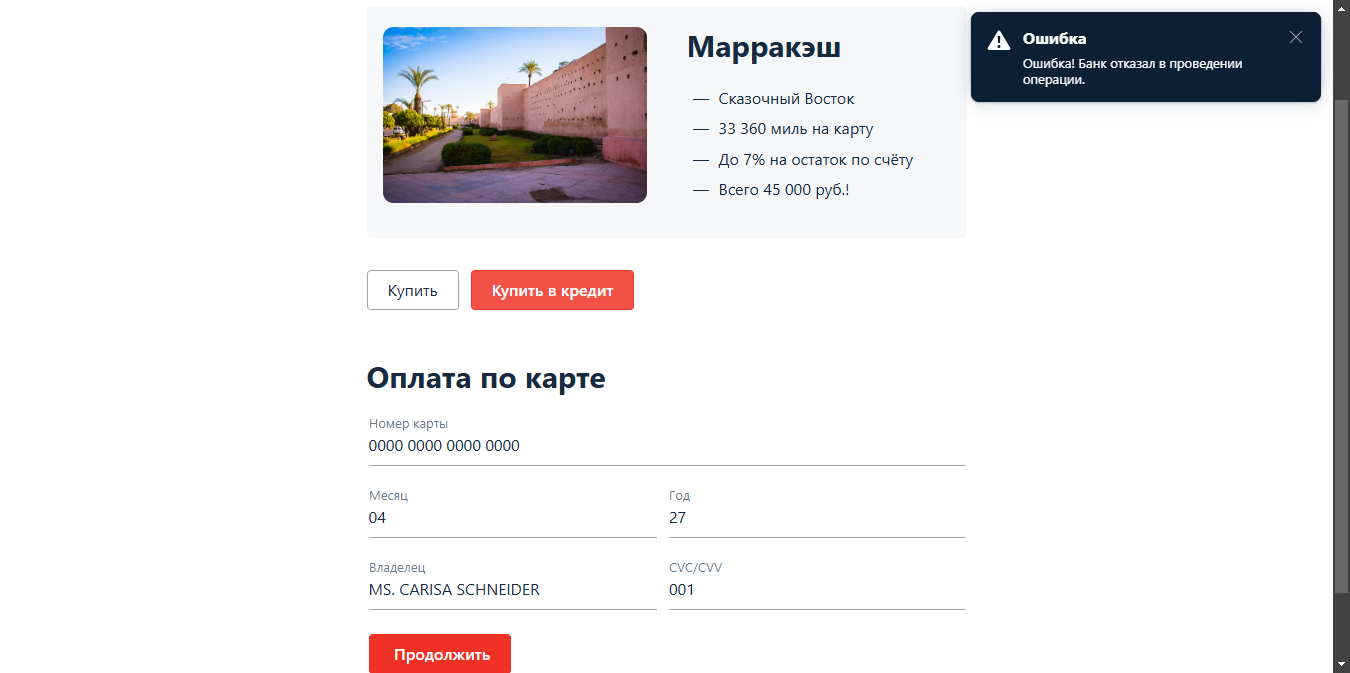 Марракэш
— Сказочный Восток
— 33 360 миль на карту
— До 7% на остаток по счёту
— Всего 45 000 руб.!
Ошибка
Ошибка! Банк отказал в проведении
операции.
Купить
Купить в кредит
Оплата по карте
Номер карты
0000 0000 0000 0000
Месяц
Год
04
27
Владелец
CVC/CVV
MS. CARISA SCHNEIDER
001
Продолжить